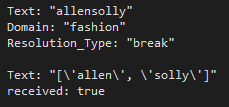 Text: "allensolly"
Domain: "fashion"
Resolution_Type: "break"
Text: "[\'allen\', \'solly\']"
received: true